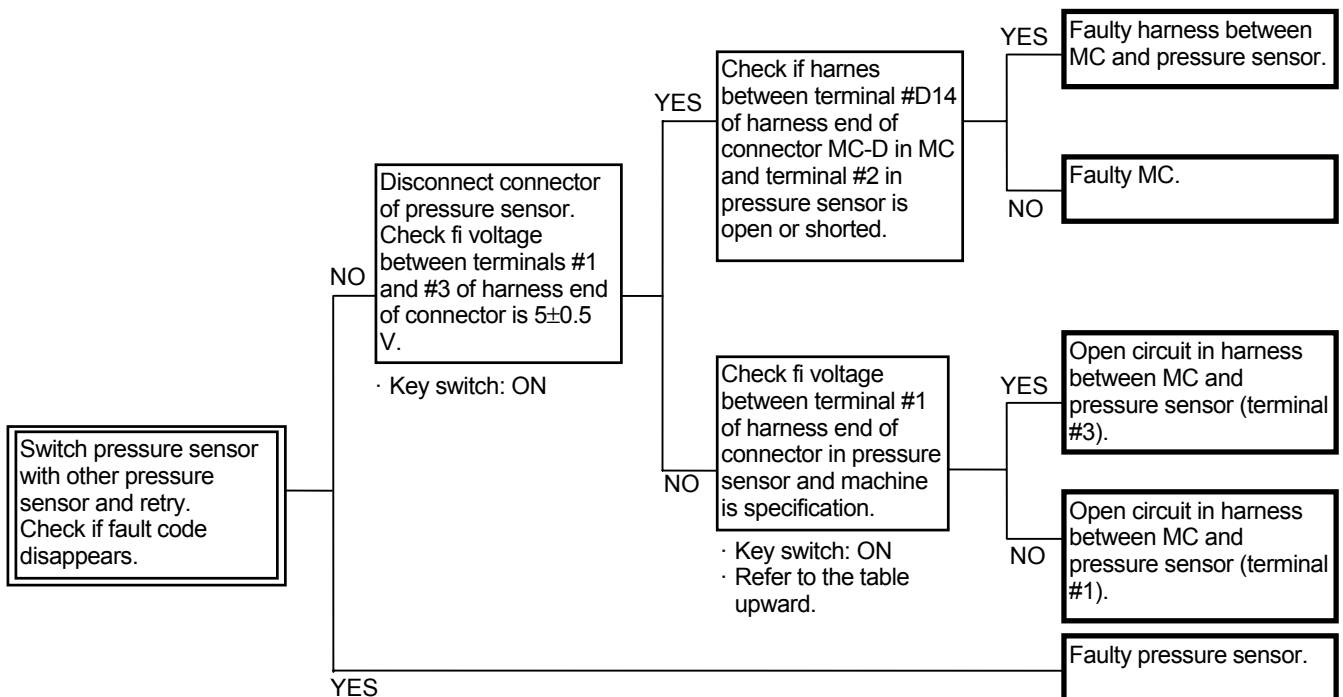 Switch pressure sensor
with other pressure
sensor and retry.
Check if fault code
disappears.
NO
Disconnect connector
of pressure sensor.
Check fi voltage
between terminals #1
and #3 of harness end
of connector is 5±0.5
V.
· Key switch: ON
YES
Check if harnes
between terminal #D14
of harness end of
connector MC-D in MC
and terminal #2 in
pressure sensor is
open or shorted.
YES
Faulty harness between
MC and pressure sensor.
NO
Faulty MC.
NO
Check fi voltage
between terminal #1
of harness end of
connector in pressure
sensor and machine
is specification.
· Key switch: ON
· Refer to the table
upward.
YES
Open circuit in harness
between MC and
pressure sensor (terminal
#3).
NO
Open circuit in harness
between MC and
pressure sensor (terminal
#1).
YES
Faulty pressure sensor.